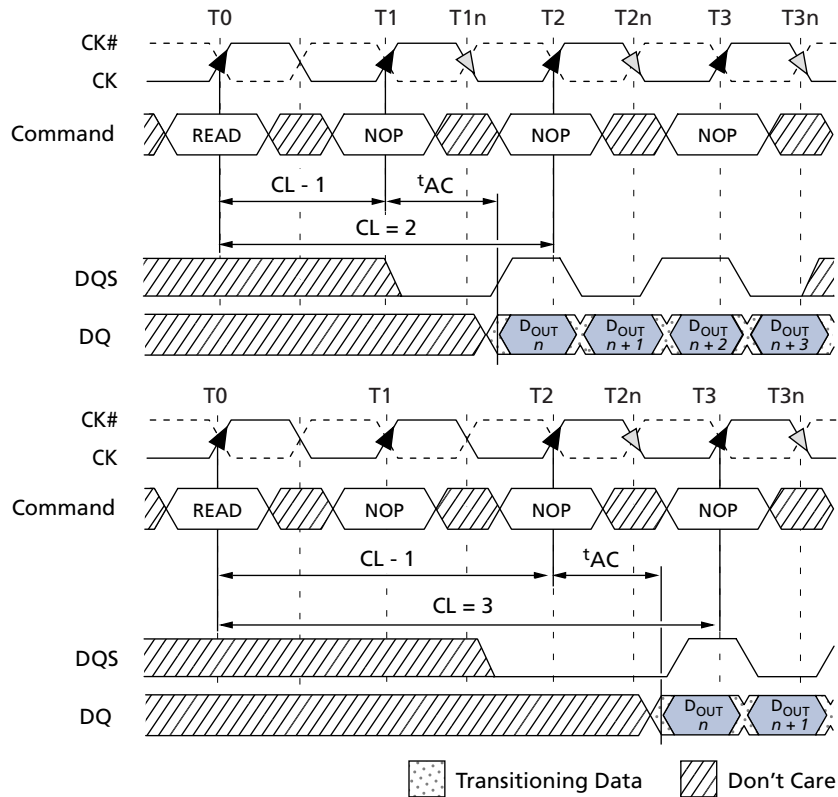 T0 T1 T1n T2 T2n T3 T3n
CK#
CK
Command READ NOP NOP NOP
CL - 1 tAC
CL = 2
DQS
DQ DOUT n DOUT n + 1 DOUT n + 2 DOUT n + 3
T0 T1 T2 T2n T3 T3n
CK#
CK
Command READ NOP NOP NOP
CL - 1 tAC
CL = 3
DQS
DQ DOUT n DOUT n + 1
Transitioning Data Don't Care